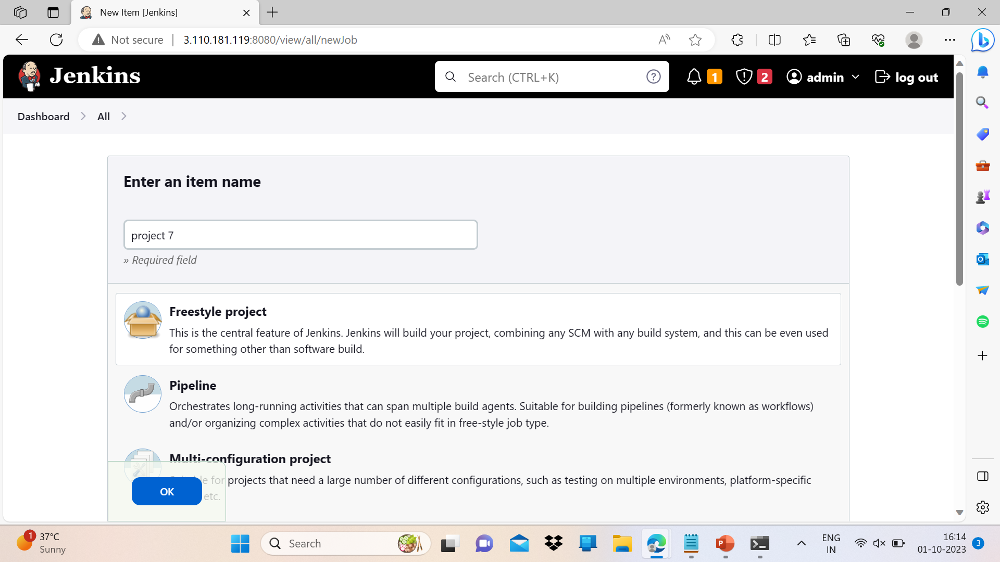 New Item [Jenkins]
Not secure
3.110.181.119:8080/view/all/newJob
Jenkins
Search (CTRL+K)
1
2
admin
log out
Dashboard
All
Enter an item name
project 7
» Required field
Freestyle project
This is the central feature of Jenkins. Jenkins will build your project, combining any SCM with any build system, and this can be even used
for something other than software build.
Pipeline
Orchestrates long-running activities that can span multiple build agents. Suitable for building pipelines (formerly known as workflows)
and/or organizing complex activities that do not easily fit in free-style job type.
Multi-configuration project
for projects that need a large number of different configurations, such as testing on multiple environments, platform-specific
etc.
OK
1
37°C
Sunny
Search
ENG
IN
16:14
01-10-2023
3